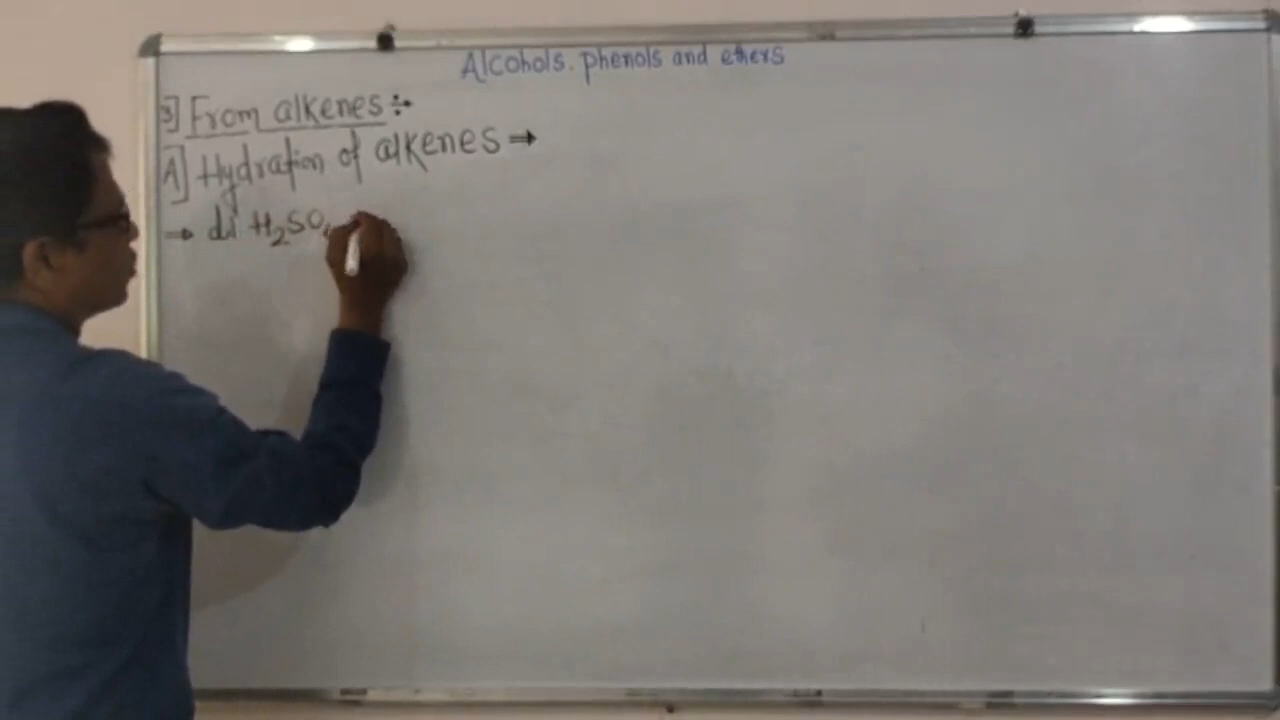 Alcohols. phenols and ethers
3] From alkenes ÷
A] Hydration of alkenes →
→ dil H₂SO₄